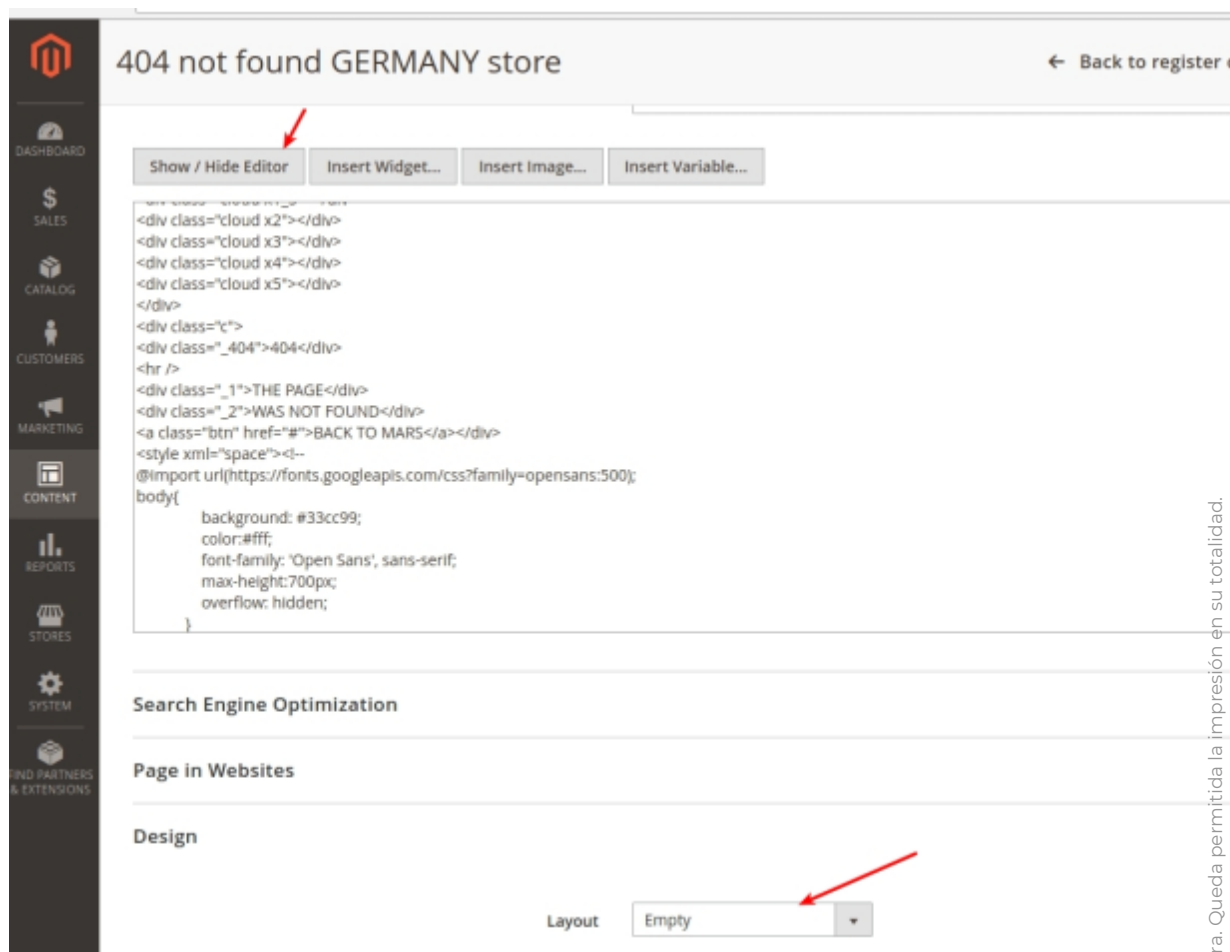 404 not found GERMANY store
← Back to register
DASHBOARD
SALES
CATALOG
CUSTOMERS
MARKETING
CONTENT
REPORTS
STORES
SYSTEM
FIND PARTNERS
& EXTENSIONS
Show / Hide Editor
Insert Widget...
Insert Image...
Insert Variable...
<div class="cloud x2"></div>
<div class="cloud x3"></div>
<div class="cloud x4"></div>
<div class="cloud x5"></div>
</div>
<div class="c">
<div class="_404">404</div>
<hr />
<div class="_1">THE PAGE</div>
<div class="_2">WAS NOT FOUND</div>
<a class="btn" href="#">BACK TO MARS</a></div>
<style xml="space"><!--
@import url(https://fonts.googleapis.com/css?family=opensans:500);
body{
background: #33cc99;
color:#fff;
font-family: 'Open Sans', sans-serif;
max-height:700px;
overflow: hidden;
}
Search Engine Optimization
Page in Websites
Design
Layout
Empty
ra. Queda permitida la impresión en su totalidad.